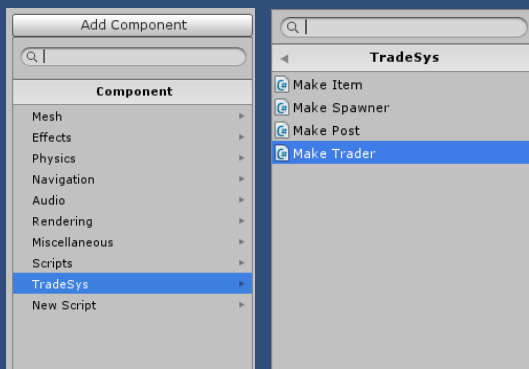 Add Component
Component
Mesh
Effects
Physics
Navigation
Audio
Rendering
Miscellaneous
Scripts
TradeSys
New Script
TradeSys
Make Item
Make Spawner
Make Post
Make Trader